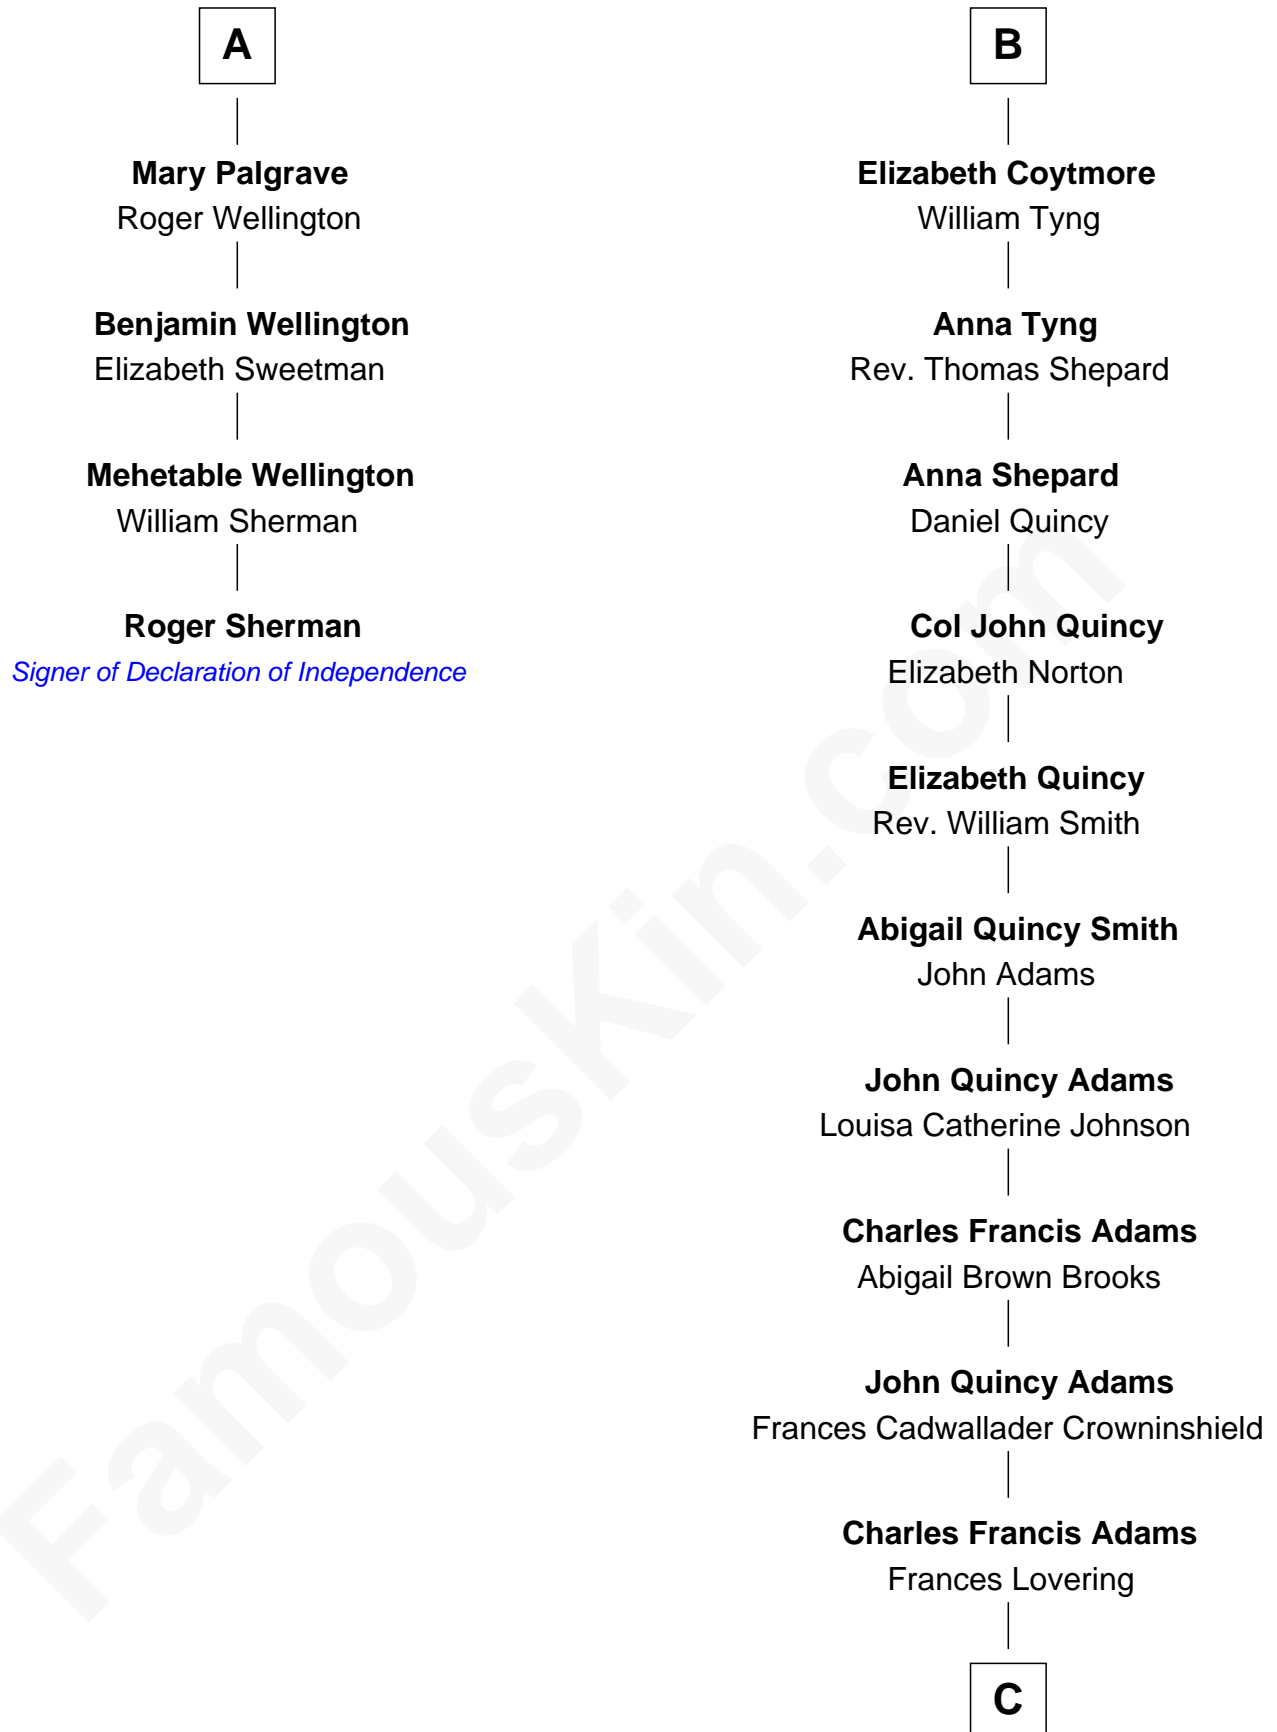 A
Mary Palgrave
Roger Wellington
Benjamin Wellington
Elizabeth Sweetman
Mehetable Wellington
William Sherman
Roger Sherman
Signer of Declaration of Independence
B
Elizabeth Coytmore
William Tyng
Anna Tyng
Rev. Thomas Shepard
Anna Shepard
Daniel Quincy
Col John Quincy
Elizabeth Norton
Elizabeth Quincy
Rev. William Smith
Abigail Quincy Smith
John Adams
John Quincy Adams
Louisa Catherine Johnson
Charles Francis Adams
Abigail Brown Brooks
John Quincy Adams
Frances Cadwallader Crowninshield
Charles Francis Adams
Frances Lovering
C
FamousKin.com